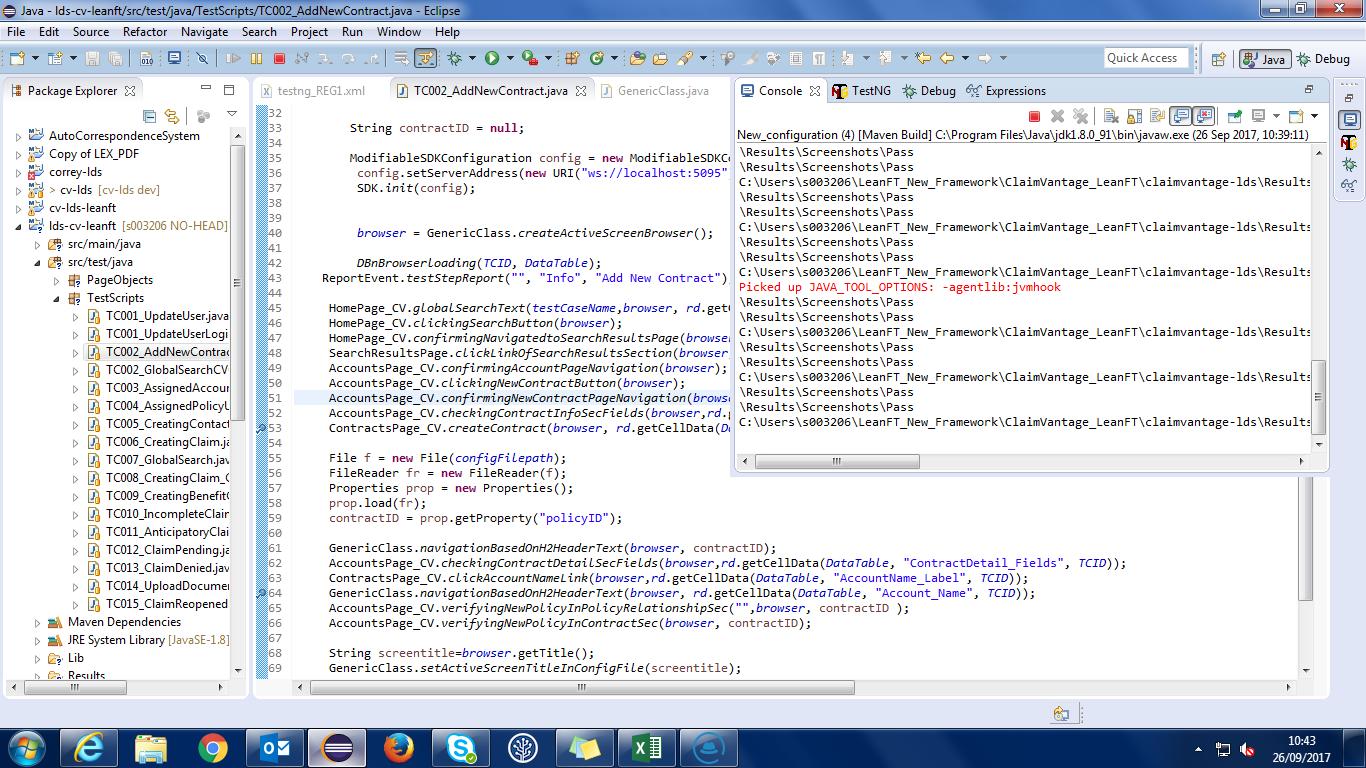 Java - lds-cv-leanft/src/test/java/TestScripts/TC002_AddNewContract.java - Eclipse
File Edit Source Refactor Navigate Search Project Run Window Help
Quick Access
Java
Debug
Package Explorer
AutoCorrespondenceSystem
Copy of LEX_PDF
correy-lds
> cv-lds [cv-lds dev]
cv-lds-leanft
lds-cv-leanft [s003206 NO-HEAD]
src/main/java
src/test/java
PageObjects
TestScripts
TC001_UpdateUser.java
TC001_UpdateUserLogi
TC002_AddNewContrac
TC002_GlobalSearchCV
TC003_AssignedAccour
TC004_AssignedPolicyU
TC005_CreatingContact
TC006_CreatingClaim.ja
TC007_GlobalSearch.jav
TC008_CreatingClaim_C
TC009_CreatingBenefitC
TC010_IncompleteClain
TC011_AnticipatoryClai
TC012_ClaimPending.ja
TC013_ClaimDenied.jav
TC014_UploadDocumer
TC015_ClaimReopened
Maven Dependencies
JRE System Library [JavaSE-1.8]
Lib
Results
testng_REG1.xml
TC002_AddNewContract.java
GenericClass.java
32
33 String contractID = null;
34
35 ModifiableSDKConfiguration config = new ModifiableSDKCo
36 config.setServerAddress(new URI("ws://localhost:5095"
37 SDK.init(config);
38
39
40 browser = GenericClass.createActiveScreenBrowser();
41
42 DBnBrowserloading(TCID, DataTable);
43 ReportEvent.testStepReport("", "Info", "Add New Contract")
44
45 HomePage_CV.globalSearchText(testCaseName,browser, rd.getC
46 HomePage_CV.clickingSearchButton(browser);
47 HomePage_CV.confirmingNavigatedtoSearchResultsPage(browser
48 SearchResultsPage.clickLinkOfSearchResultsSection(browser
49 AccountsPage_CV.confirmingAccountPageNavigation(browser);
50 AccountsPage_CV.clickingNewContractButton(browser);
51 AccountsPage_CV.confirmingNewContractPageNavigation(brows
52 AccountsPage_CV.checkingContractInfoSecFields(browser,rd.g
53 ContractsPage_CV.createContract(browser, rd.getCellData(Da
54
55 File f = new File(configFilepath);
56 FileReader fr = new FileReader(f);
57 Properties prop = new Properties();
58 prop.load(fr);
59 contractID = prop.getProperty("policyID");
60
61 GenericClass.navigationBasedOnH2HeaderText(browser, contractID);
62 AccountsPage_CV.checkingContractDetailSecFields(browser,rd.getCellData(DataTable, "ContractDetail_Fields", TCID));
63 ContractsPage_CV.clickAccountNameLink(browser,rd.getCellData(DataTable, "AccountName_Label", TCID));
64 GenericClass.navigationBasedOnH2HeaderText(browser, rd.getCellData(DataTable, "Account_Name", TCID));
65 AccountsPage_CV.verifyingNewPolicyInPolicyRelationshipSec("",browser, contractID );
66 AccountsPage_CV.verifyingNewPolicyInContractSec(browser, contractID);
67
68 String screentitle=browser.getTitle();
69 GenericClass.setActiveScreenTitleInConfigFile(screentitle);
Console
TestNG
Debug
Expressions
New_configuration (4) [Maven Build] C:\Program Files\Java\jdk1.8.0_91\bin\javaw.exe (26 Sep 2017, 10:39:11)
\Results\Screenshots\Pass
\Results\Screenshots\Pass
C:\Users\s003206\LeanFT_New_Framework\ClaimVantage_LeanFT\claimvantage-lds\Results
\Results\Screenshots\Pass
\Results\Screenshots\Pass
C:\Users\s003206\LeanFT_New_Framework\ClaimVantage_LeanFT\claimvantage-lds\Results
\Results\Screenshots\Pass
\Results\Screenshots\Pass
C:\Users\s003206\LeanFT_New_Framework\ClaimVantage_LeanFT\claimvantage-lds\Results
Picked up JAVA_TOOL_OPTIONS: -agentlib:jvmhook
\Results\Screenshots\Pass
\Results\Screenshots\Pass
C:\Users\s003206\LeanFT_New_Framework\ClaimVantage_LeanFT\claimvantage-lds\Results
\Results\Screenshots\Pass
\Results\Screenshots\Pass
C:\Users\s003206\LeanFT_New_Framework\ClaimVantage_LeanFT\claimvantage-lds\Results
\Results\Screenshots\Pass
\Results\Screenshots\Pass
C:\Users\s003206\LeanFT_New_Framework\ClaimVantage_LeanFT\claimvantage-lds\Results
10:43
26/09/2017